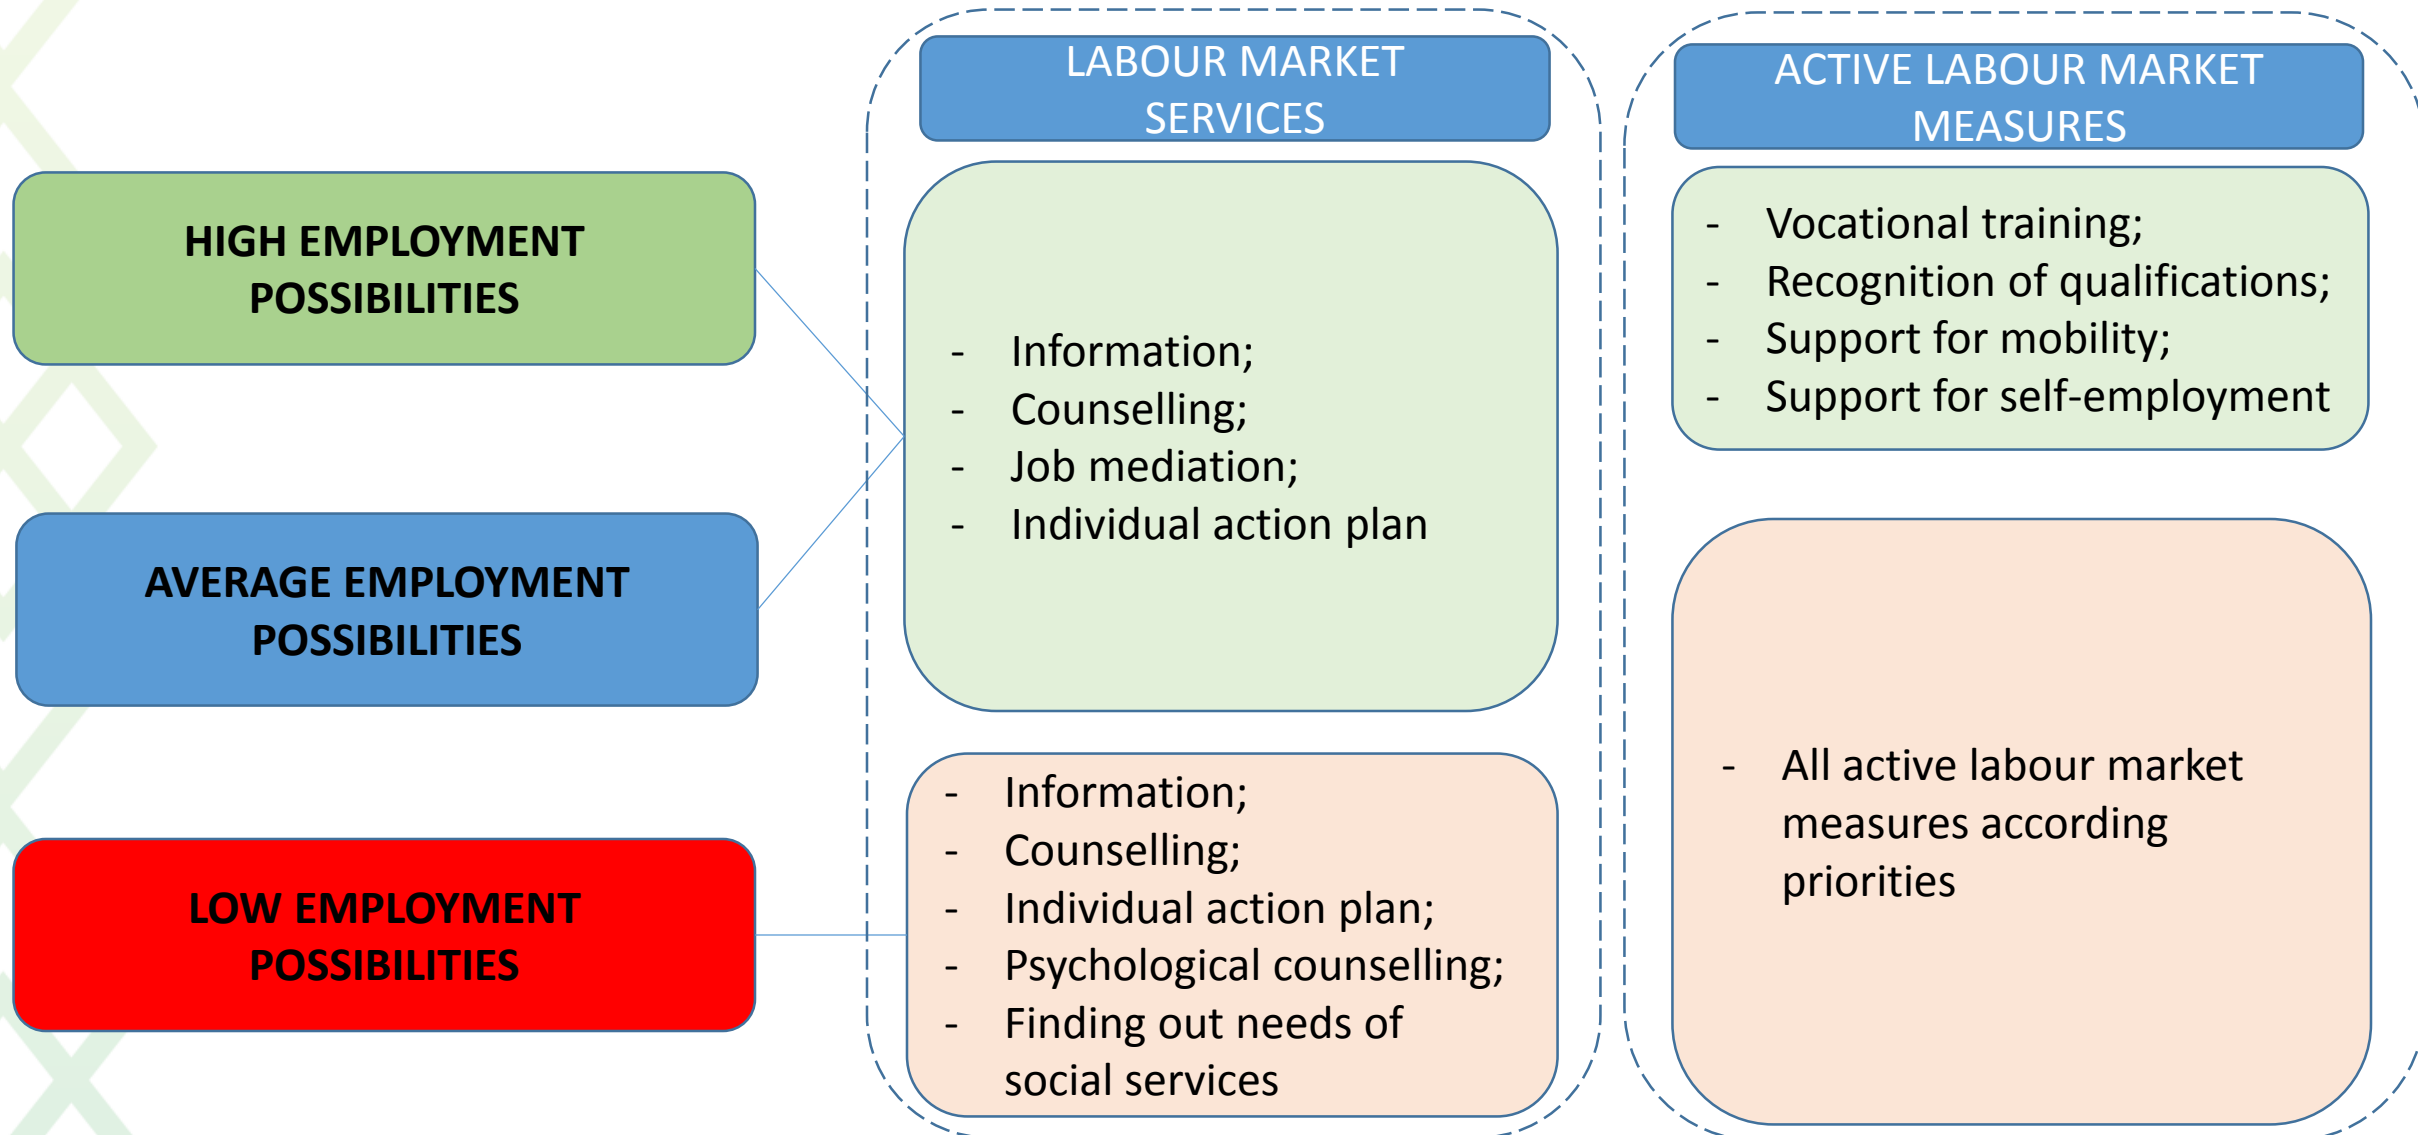 HIGH EMPLOYMENT
POSSIBILITIES
AVERAGE EMPLOYMENT
POSSIBILITIES
LOW EMPLOYMENT
POSSIBILITIES
LABOUR MARKET
SERVICES
- Information;
- Counselling;
- Job mediation;
- Individual action plan
- Information;
- Counselling;
- Individual action plan;
- Psychological counselling;
- Finding out needs of
social services
ACTIVE LABOUR MARKET
MEASURES
- Vocational training;
- Recognition of qualifications;
- Support for mobility;
- Support for self-employment
- All active labour market
measures according
priorities